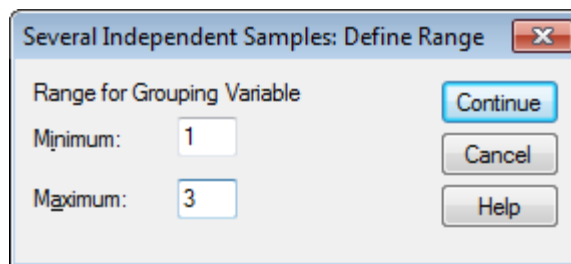 Several Independent Samples: Define Range
Range for Grouping Variable
Minimum: 1
Maximum: 3
Continue
Cancel
Help